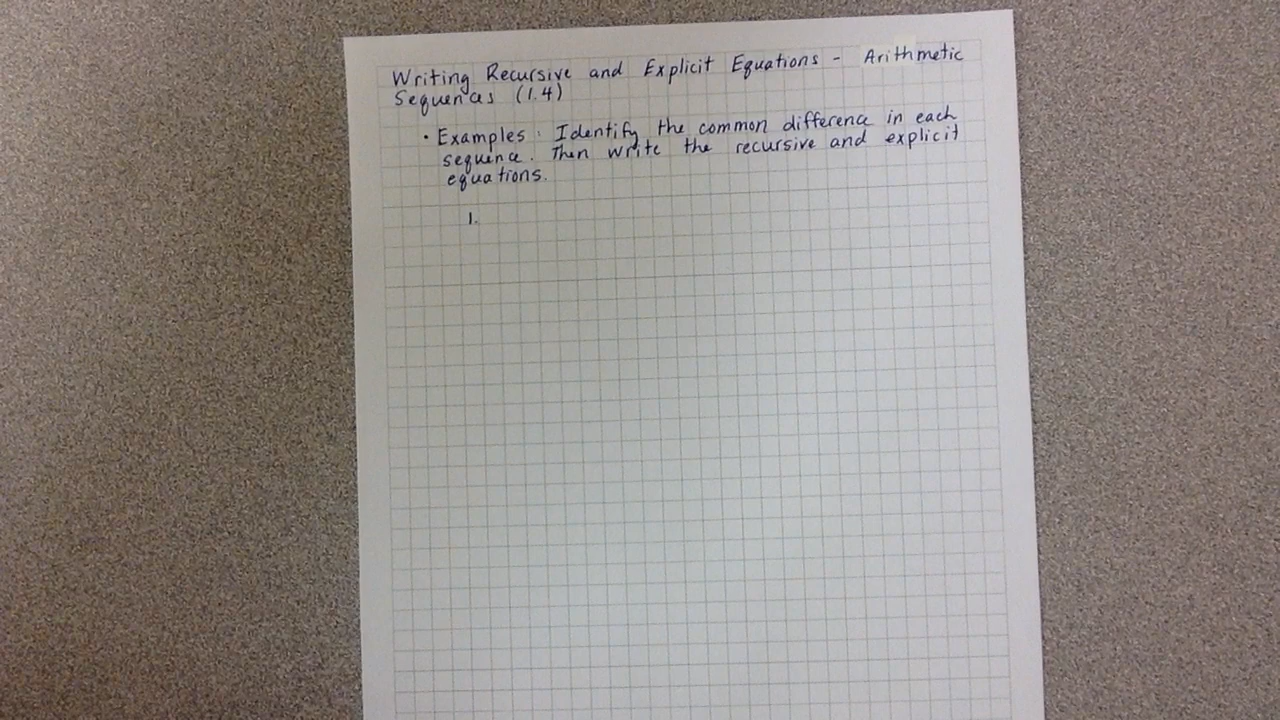 Writing Recursive and Explicit Equations - Arithmetic
Sequences (1.4)
• Examples: Identify the common difference in each
sequence. Then write the recursive and explicit
equations.
1.